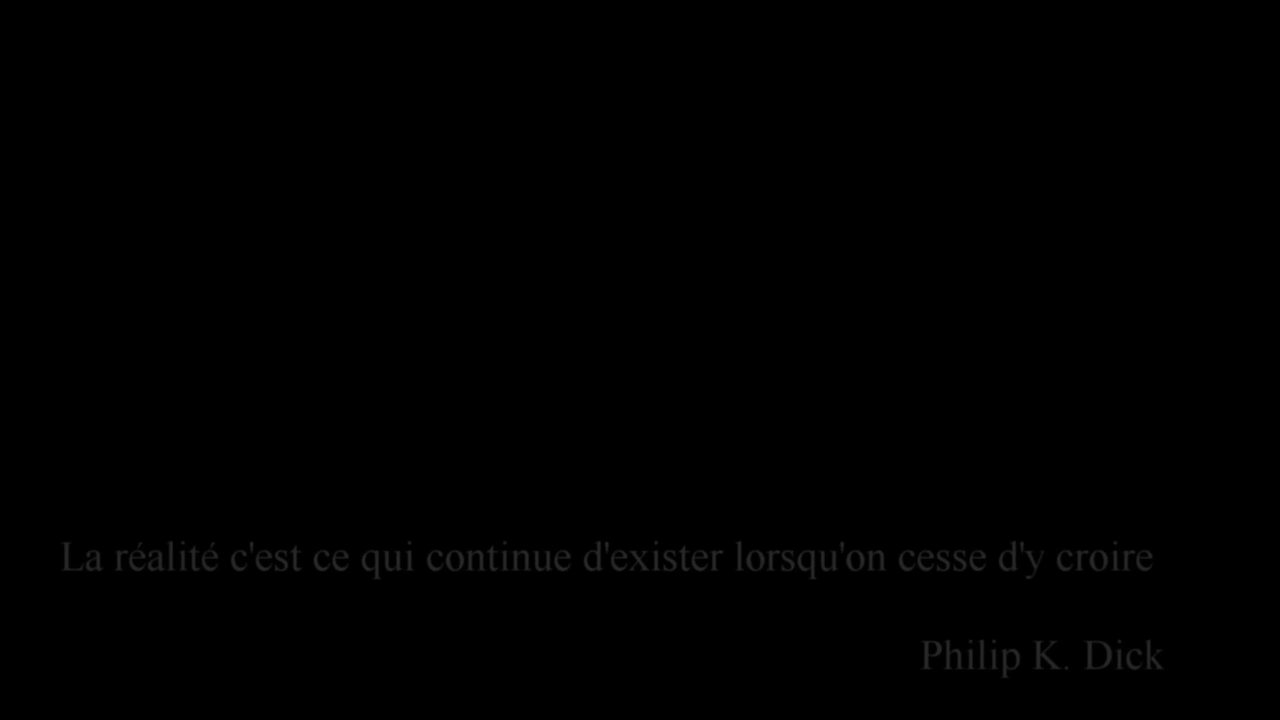 La réalité c'est ce qui continue d'exister lorsqu'on cesse d'y croire
Philip K. Dick